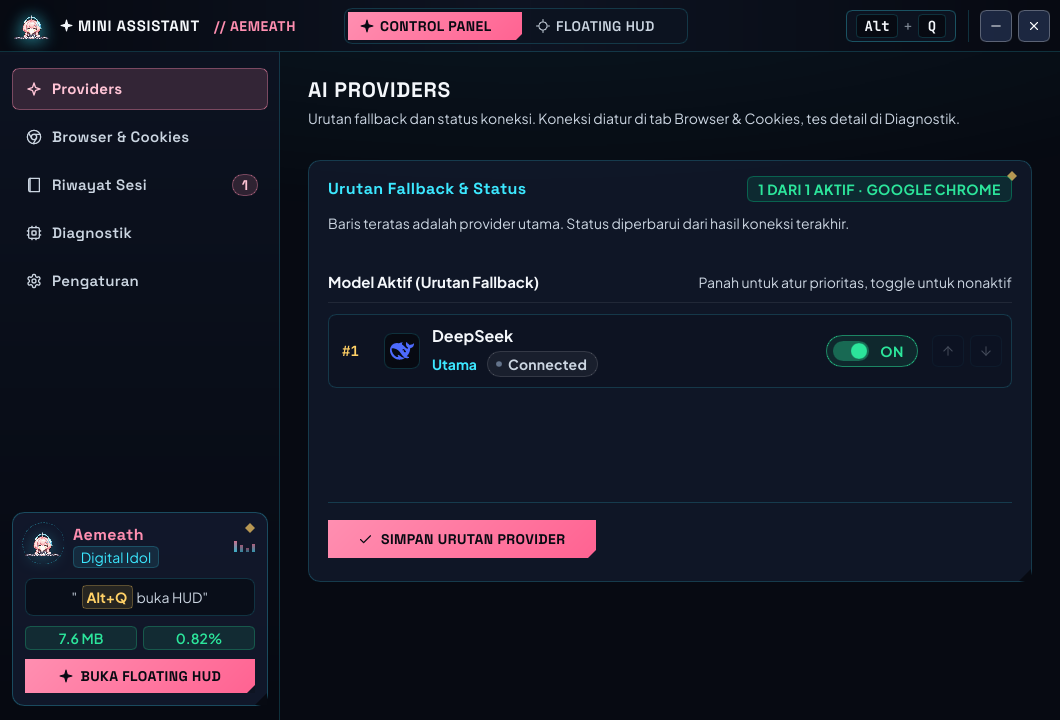 MINI ASSISTANT // AEMEATH
CONTROL PANEL
FLOATING HUD
Alt + Q
Providers
Browser & Cookies
Riwayat Sesi 1
Diagnostik
Pengaturan
Aemeath
Digital Idol
" Alt+Q buka HUD"
7.6 MB 0.82%
BUKA FLOATING HUD
AI PROVIDERS
Urutan fallback dan status koneksi. Koneksi diatur di tab Browser & Cookies, tes detail di Diagnostik.
Urutan Fallback & Status 1 DARI 1 AKTIF · GOOGLE CHROME
Baris teratas adalah provider utama. Status diperbarui dari hasil koneksi terakhir.
Model Aktif (Urutan Fallback) Panah untuk atur prioritas, toggle untuk nonaktif
#1 DeepSeek
Utama Connected
ON
SIMPAN URUTAN PROVIDER